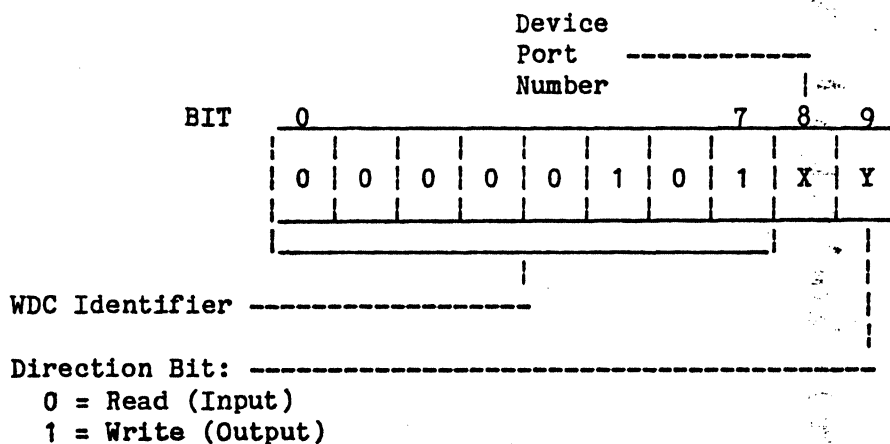 Device
Port
Number
BIT 0 7 8 9
0 0 0 0 0 1 0 1 X Y
WDC Identifier
Direction Bit:
0 = Read (Input)
1 = Write (Output)